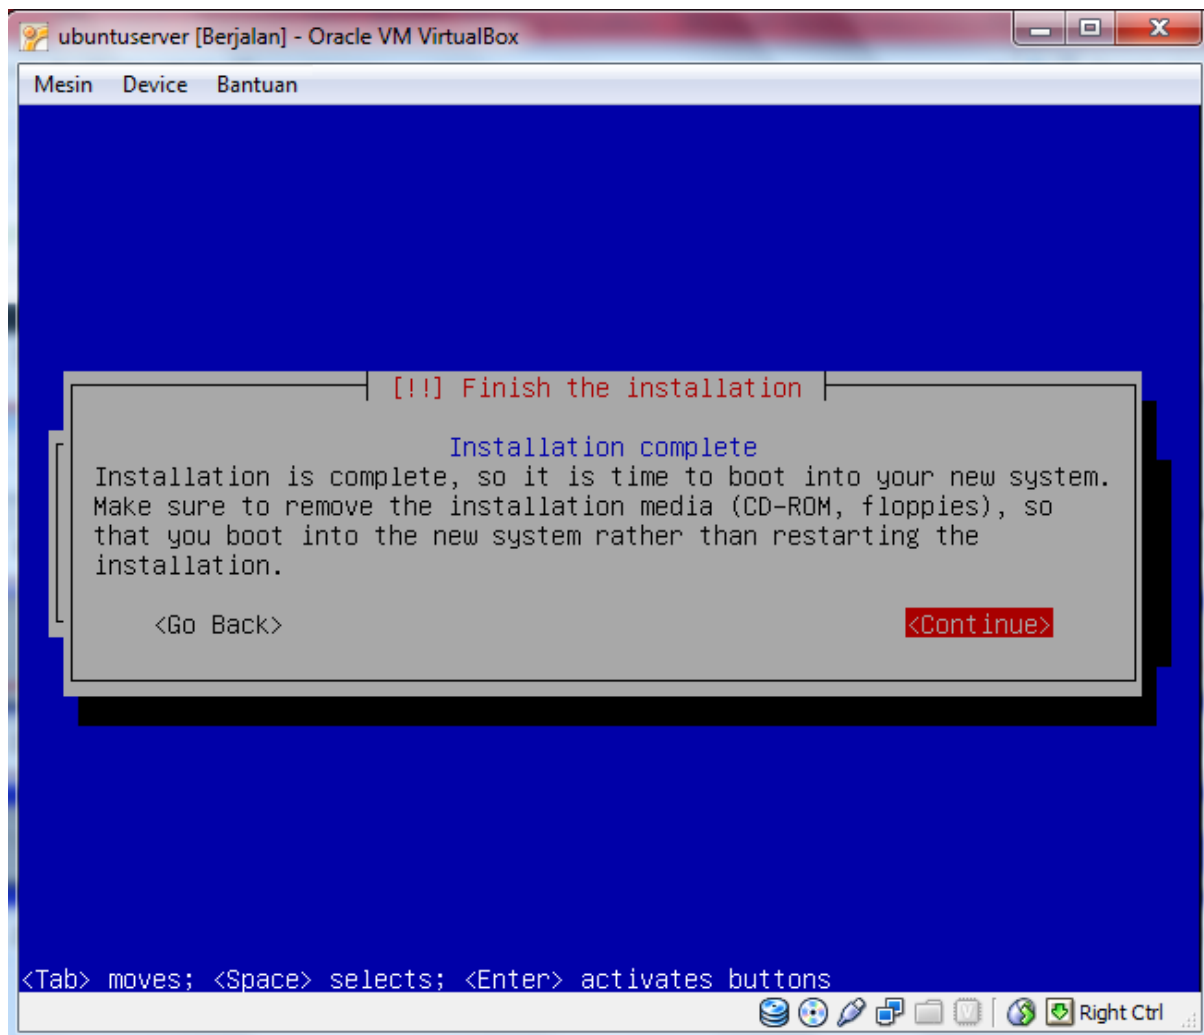 ubuntuserver [Berjalan] - Oracle VM VirtualBox
Mesin Device Bantuan
[!!] Finish the installation
Installation complete
Installation is complete, so it is time to boot into your new system.
Make sure to remove the installation media (CD-ROM, floppies), so
that you boot into the new system rather than restarting the
installation.
<Go Back> <Continue>
<Tab> moves; <Space> selects; <Enter> activates buttons
Right Ctrl